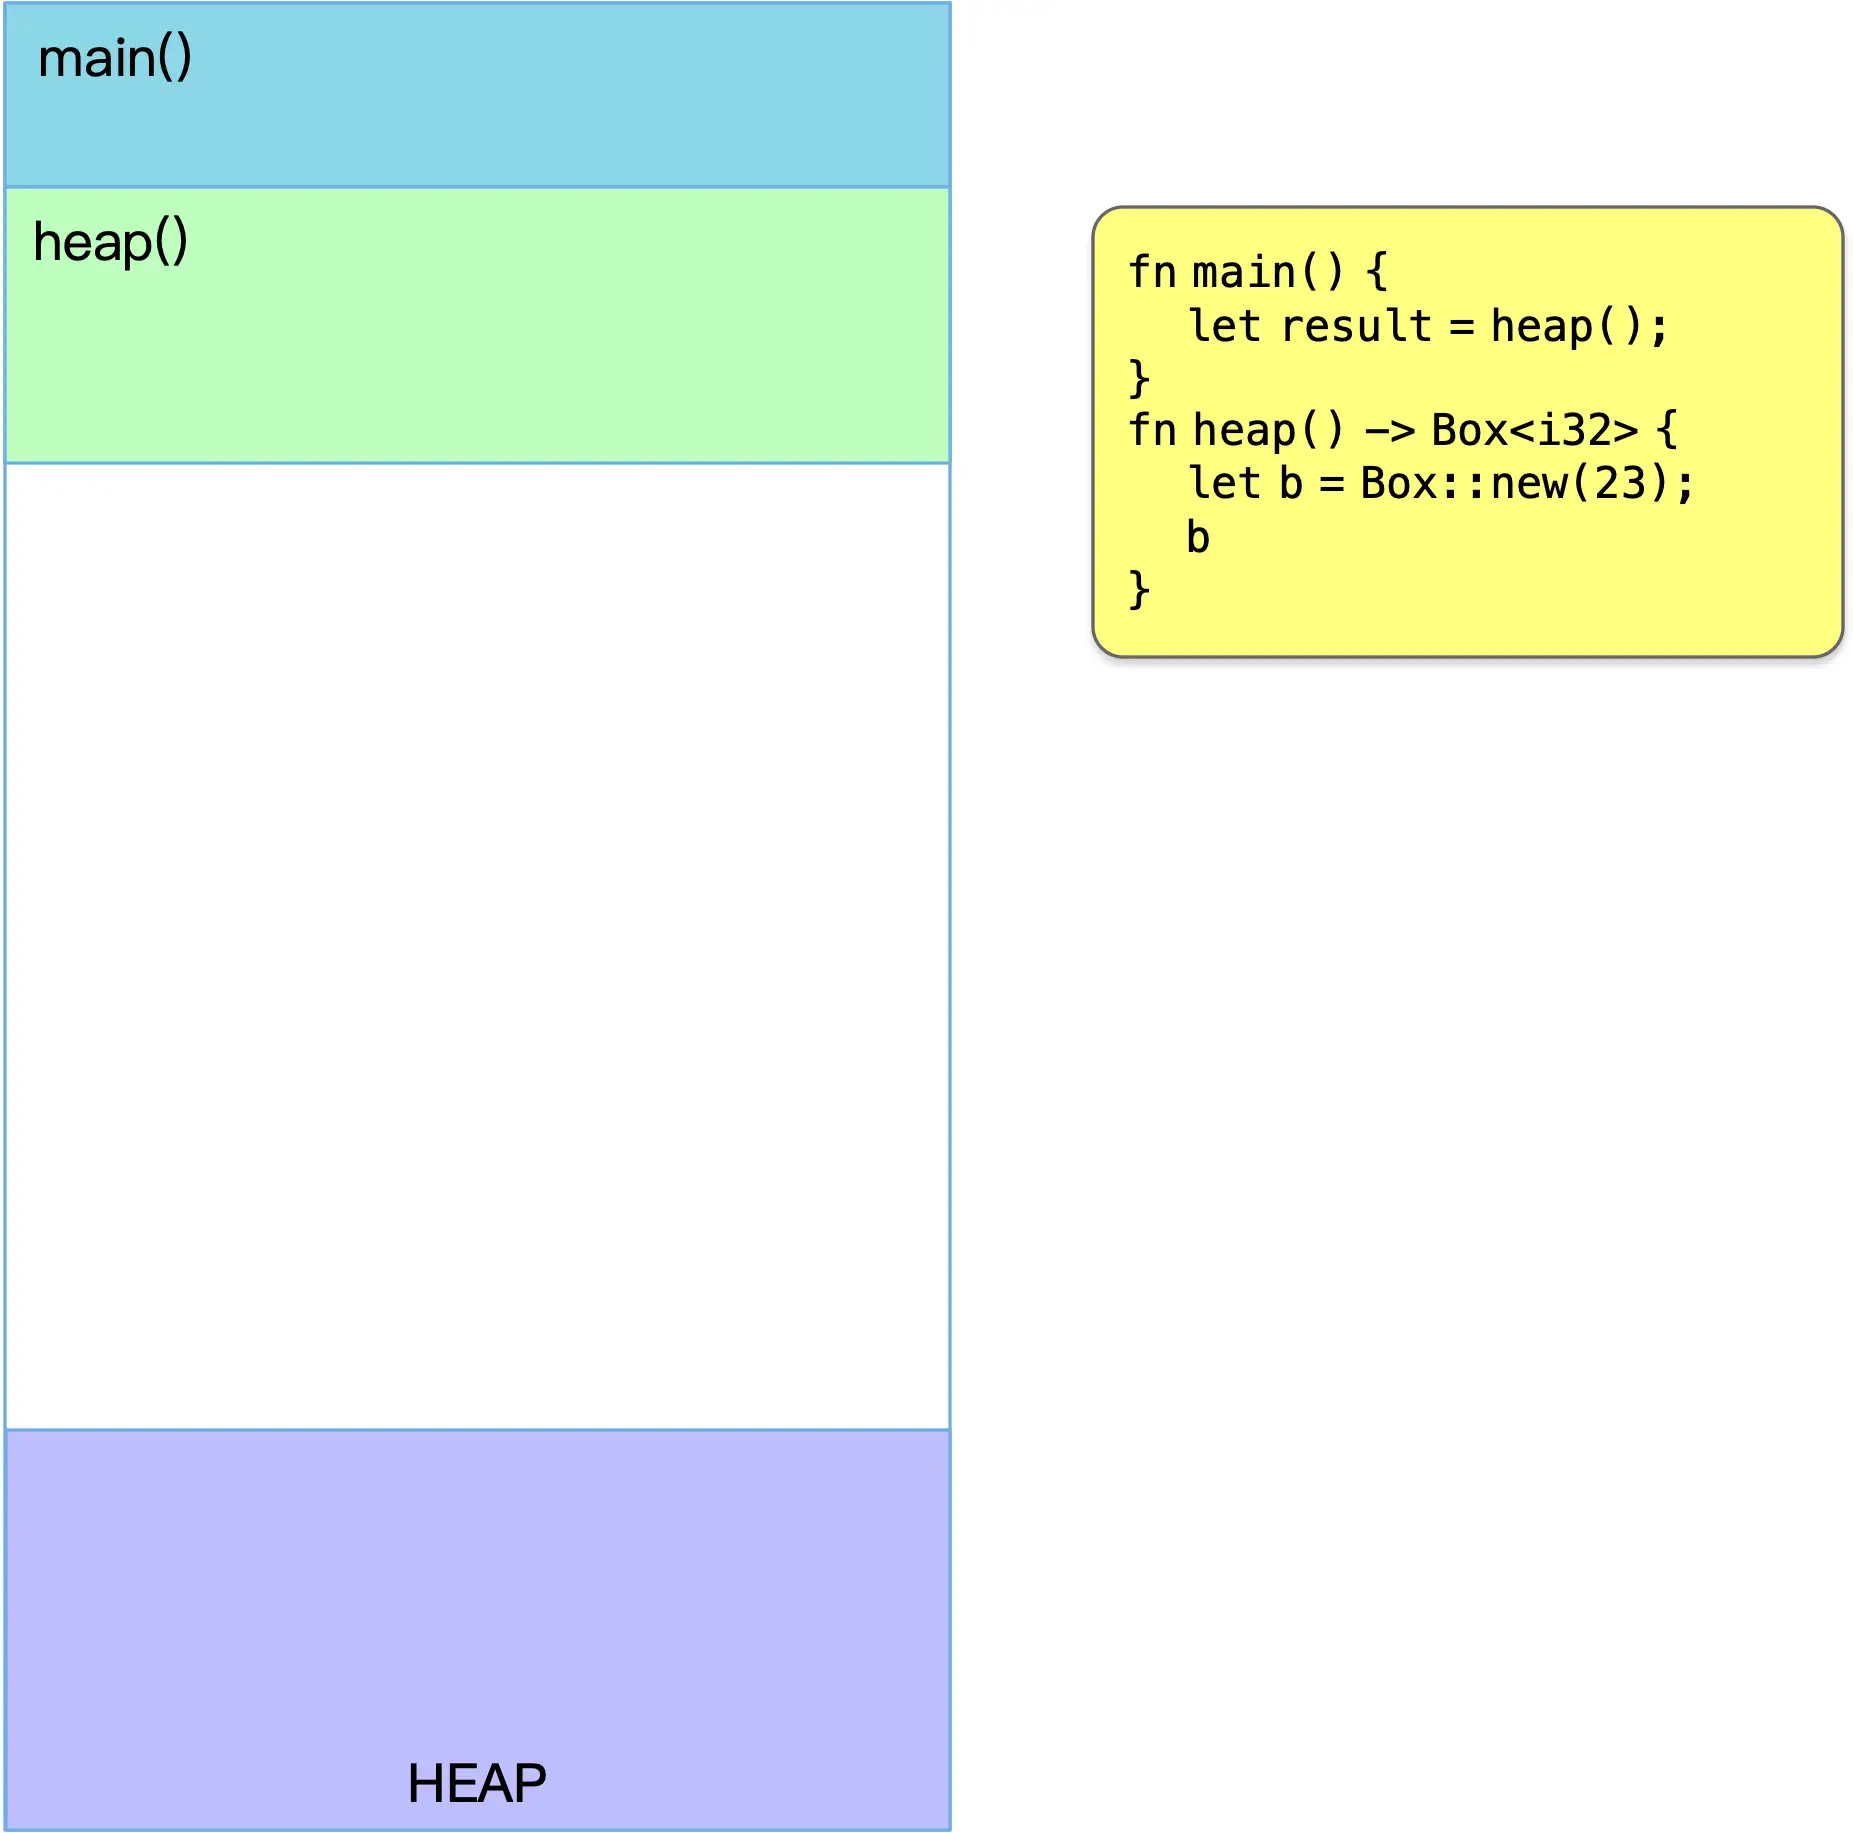 main()
heap()
fn main() {
let result = heap();
}
fn heap() –> Box<i32> {
let b = Box::new(23);
b
}
HEAP